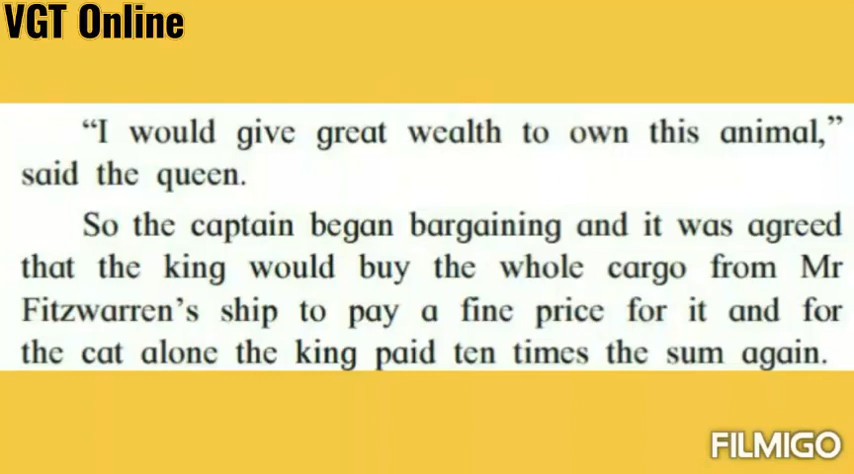 VGT Online
“I would give great wealth to own this animal,”
said the queen.
So the captain began bargaining and it was agreed
that the king would buy the whole cargo from Mr
Fitzwarren’s ship to pay a fine price for it and for
the cat alone the king paid ten times the sum again.
FILMIGO